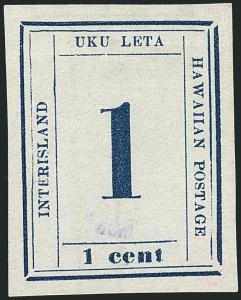 UKU LETA
INTERISLAND
HAWAIIAN POSTAGE
1
1 cent